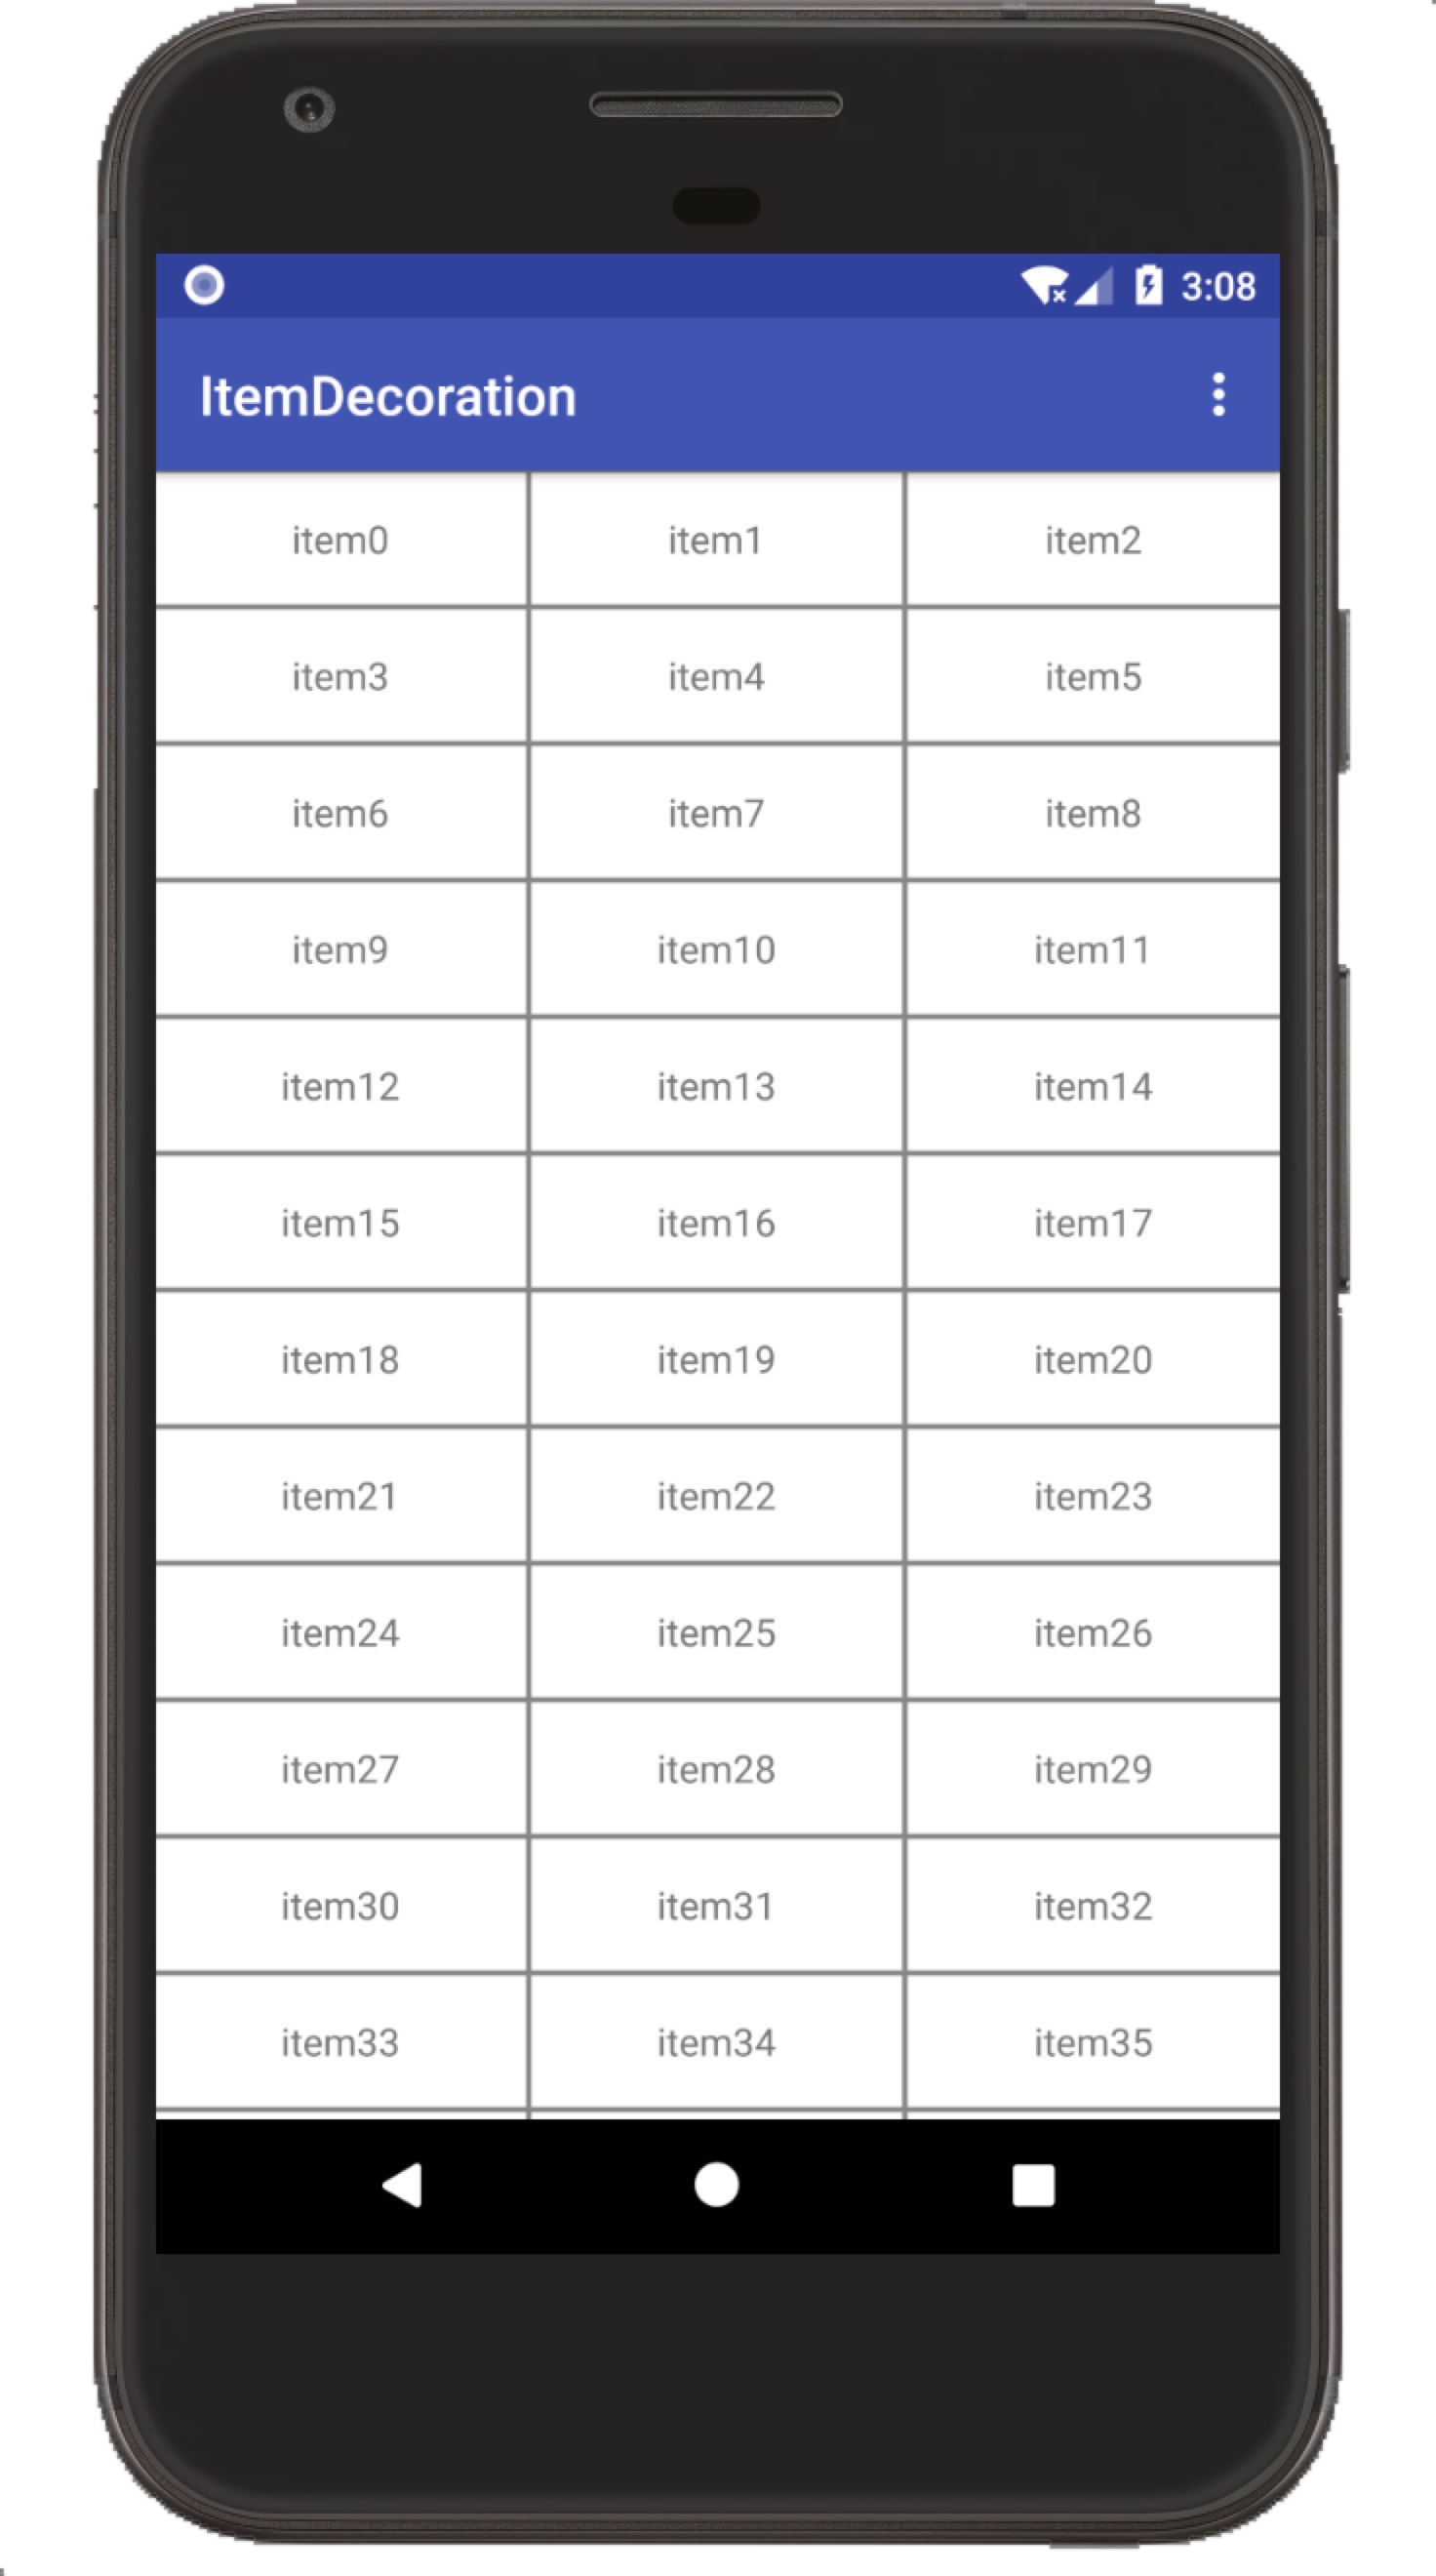 3:08
ItemDecoration
item0 item1 item2
item3 item4 item5
item6 item7 item8
item9 item10 item11
item12 item13 item14
item15 item16 item17
item18 item19 item20
item21 item22 item23
item24 item25 item26
item27 item28 item29
item30 item31 item32
item33 item34 item35